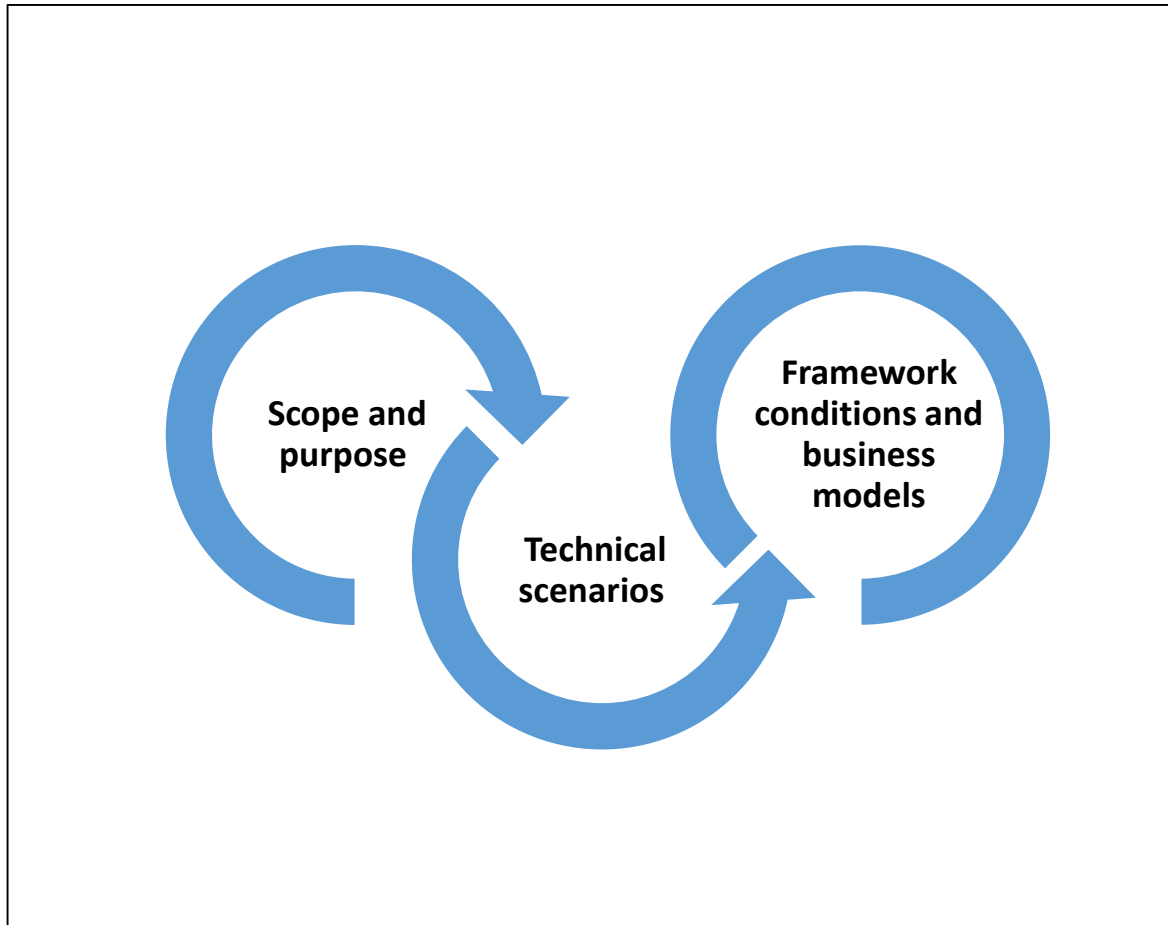 Scope and
purpose
Technical
scenarios
Framework
conditions and
business
models